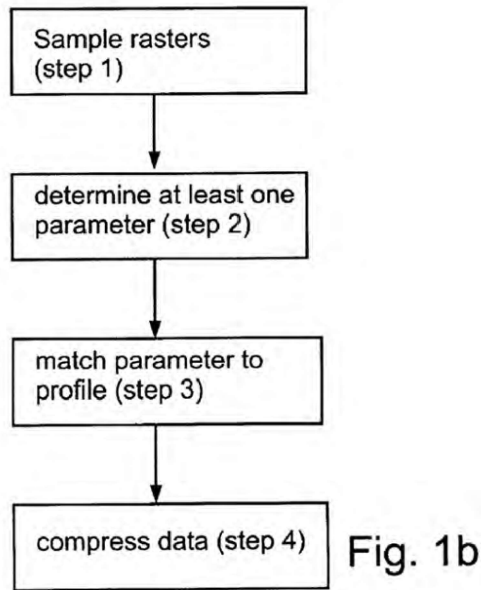 Sample rasters
(step 1)
determine at least one
parameter (step 2)
match parameter to
profile (step 3)
compress data (step 4)
Fig. 1b